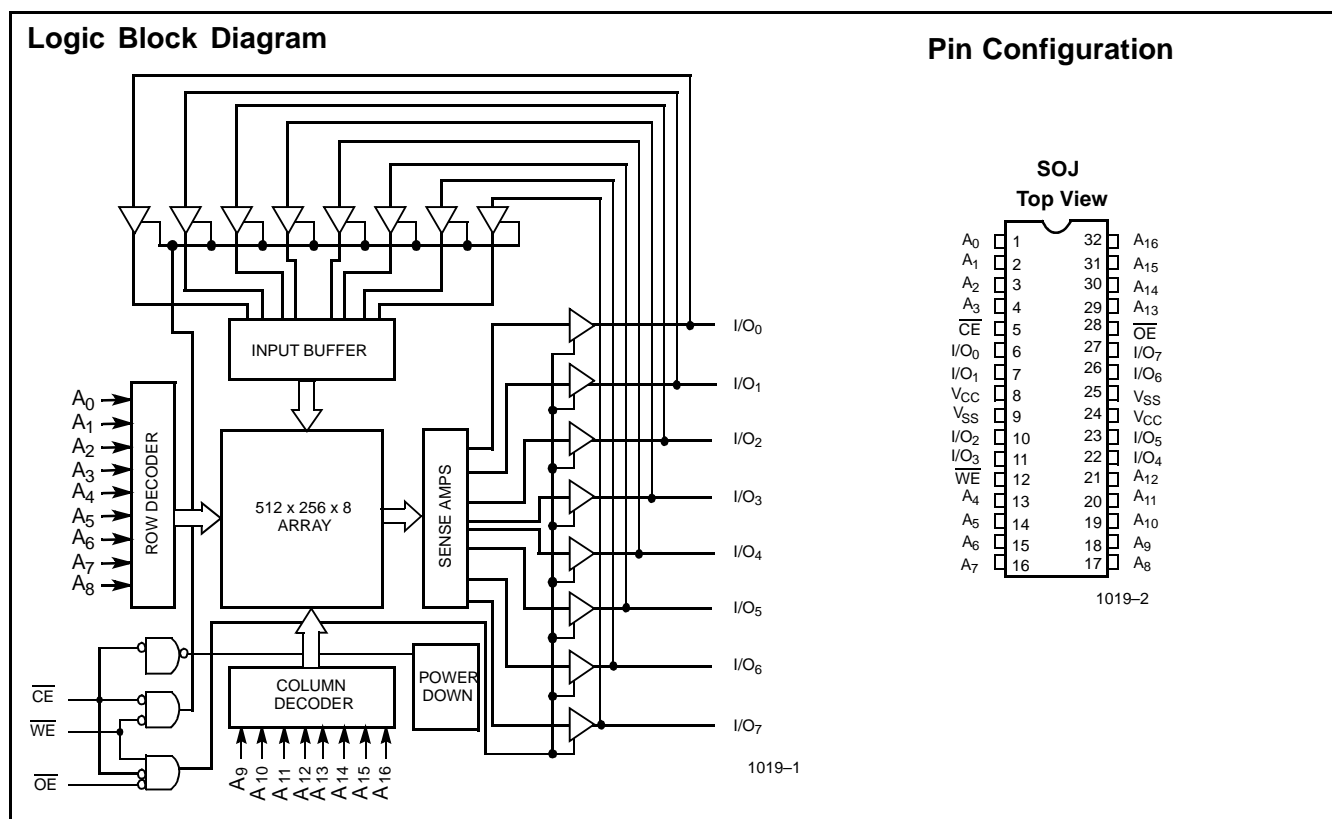 Logic Block Diagram
INPUT BUFFER
A0
A1
A2
A3
A4
A5
A6
A7
A8
ROW DECODER
512 x 256 x 8
ARRAY
SENSE AMPS
COLUMN
DECODER
POWER
DOWN
CE
WE
OE
A9
A10
A11
A12
A13
A14
A15
A16
I/O0
I/O1
I/O2
I/O3
I/O4
I/O5
I/O6
I/O7
1019–1
Pin Configuration
SOJ
Top View
A0 1 32 A16
A1 2 31 A15
A2 3 30 A14
A3 4 29 A13
CE 5 28 OE
I/O0 6 27 I/O7
I/O1 7 26 I/O6
VCC 8 25 VSS
VSS 9 24 VCC
I/O2 10 23 I/O5
I/O3 11 22 I/O4
WE 12 21 A12
A4 13 20 A11
A5 14 19 A10
A6 15 18 A9
A7 16 17 A8
1019–2